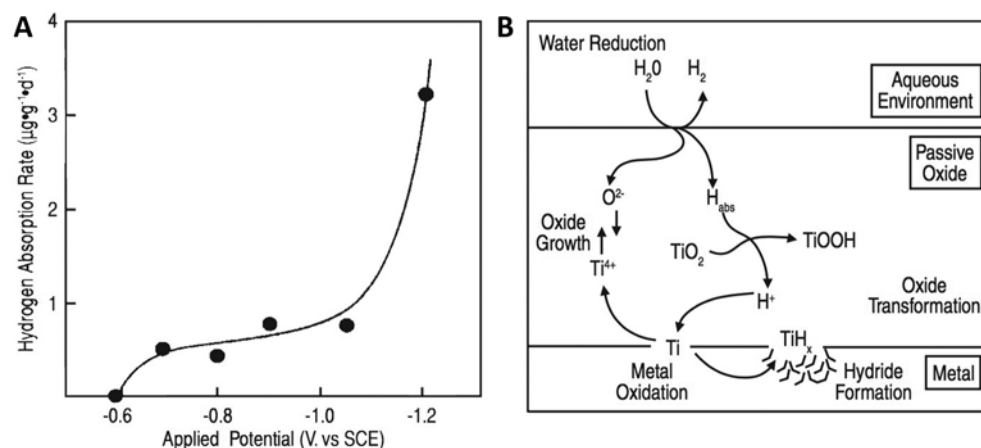 A
Hydrogen Absorption Rate (µg•g⁻¹•d⁻¹)
4
3
2
1
-0.6
-0.8
-1.0
-1.2
Applied Potential (V. vs SCE)
B
Water Reduction
H₂0
H₂
Aqueous
Environment
Passive
Oxide
O²⁻
H_abs
Oxide
Growth
TiO₂
TiOOH
Ti⁴⁺
H⁺
Oxide
Transformation
Ti
TiHₓ
Metal
Oxidation
Hydride
Formation
Metal